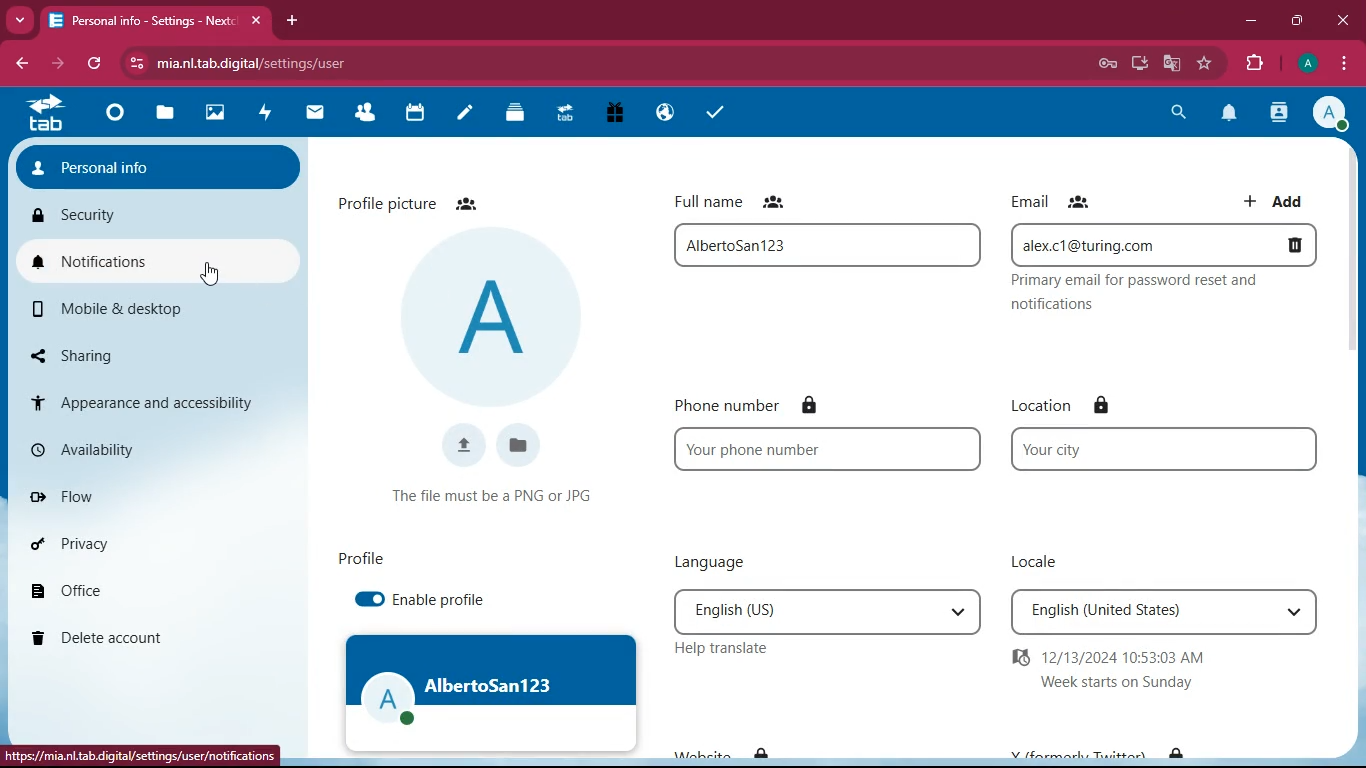 Personal info - Settings - Nextc
mia.nl.tab.digital/settings/user
A
tab
tab
A
Personal info
Security
Notifications
Mobile & desktop
Sharing
Appearance and accessibility
Availability
Flow
Privacy
Office
Delete account
Profile picture
A
The file must be a PNG or JPG
Profile
Enable profile
A
AlbertoSan123
Full name
AlbertoSan123
Email
Add
alex.c1@turing.com
Primary email for password reset and
notifications
Phone number
Your phone number
Location
Your city
Language
English (US)
Help translate
Locale
English (United States)
12/13/2024 10:53:03 AM
Week starts on Sunday
Website
X (formerly Twitter)
https://mia.nl.tab.digital/settings/user/notifications